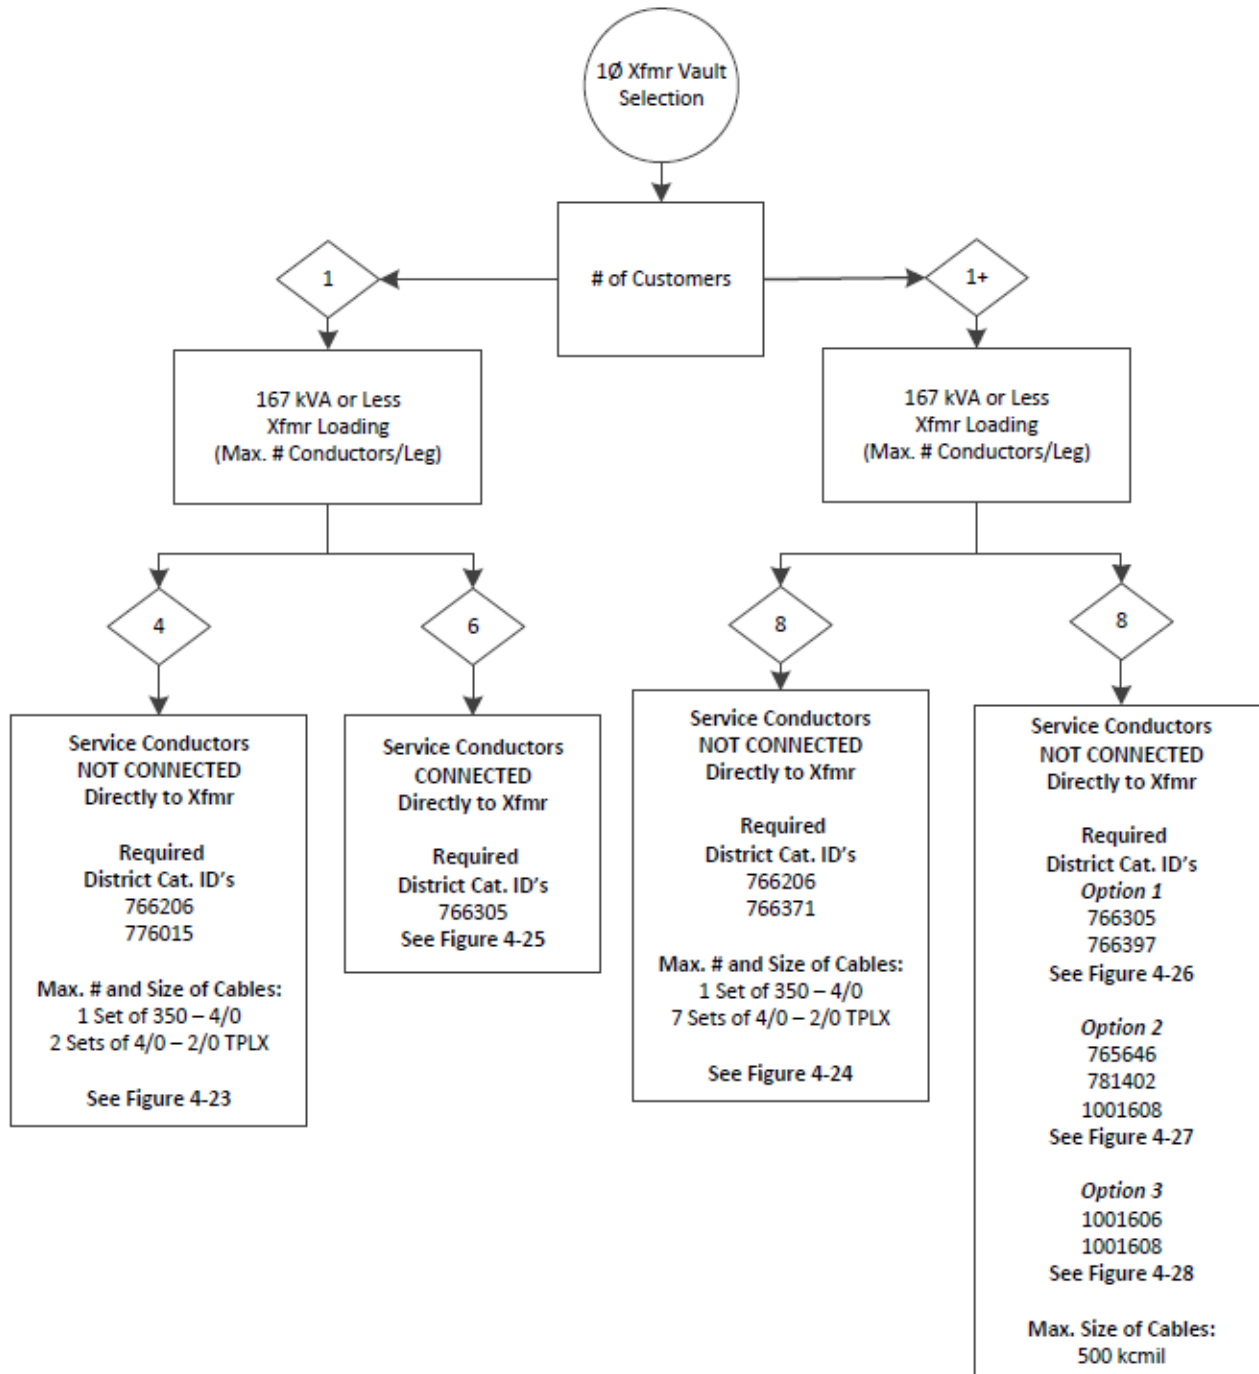 1Ø Xfmr Vault
Selection
# of Customers
1
1+
167 kVA or Less
Xfmr Loading
(Max. # Conductors/Leg)
167 kVA or Less
Xfmr Loading
(Max. # Conductors/Leg)
4
6
8
8
Service Conductors
NOT CONNECTED
Directly to Xfmr
Required
District Cat. ID's
766206
776015
Max. # and Size of Cables:
1 Set of 350 – 4/0
2 Sets of 4/0 – 2/0 TPLX
See Figure 4-23
Service Conductors
CONNECTED
Directly to Xfmr
Required
District Cat. ID's
766305
See Figure 4-25
Service Conductors
NOT CONNECTED
Directly to Xfmr
Required
District Cat. ID's
766206
766371
Max. # and Size of Cables:
1 Set of 350 – 4/0
7 Sets of 4/0 – 2/0 TPLX
See Figure 4-24
Service Conductors
NOT CONNECTED
Directly to Xfmr
Required
District Cat. ID's
Option 1
766305
766397
See Figure 4-26
Option 2
765646
781402
1001608
See Figure 4-27
Option 3
1001606
1001608
See Figure 4-28
Max. Size of Cables:
500 kcmil